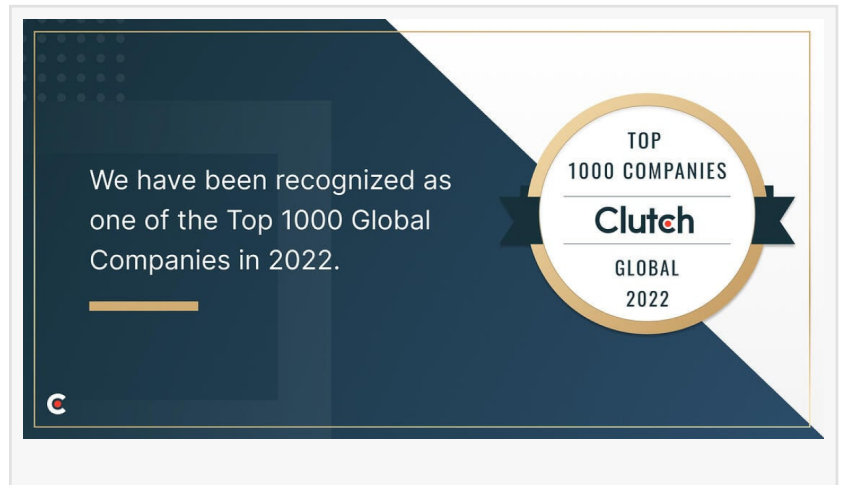 We have been recognized as
one of the Top 1000 Global
Companies in 2022.
TOP
1000 COMPANIES
Clutch
GLOBAL
2022